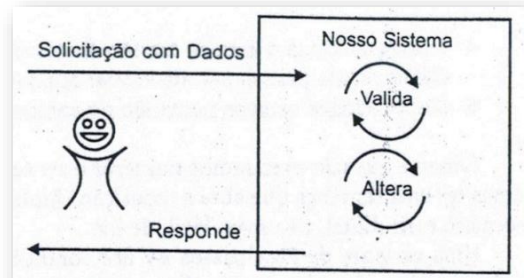 Solicitação com Dados
Nosso Sistema
Valida
Altera
Responde